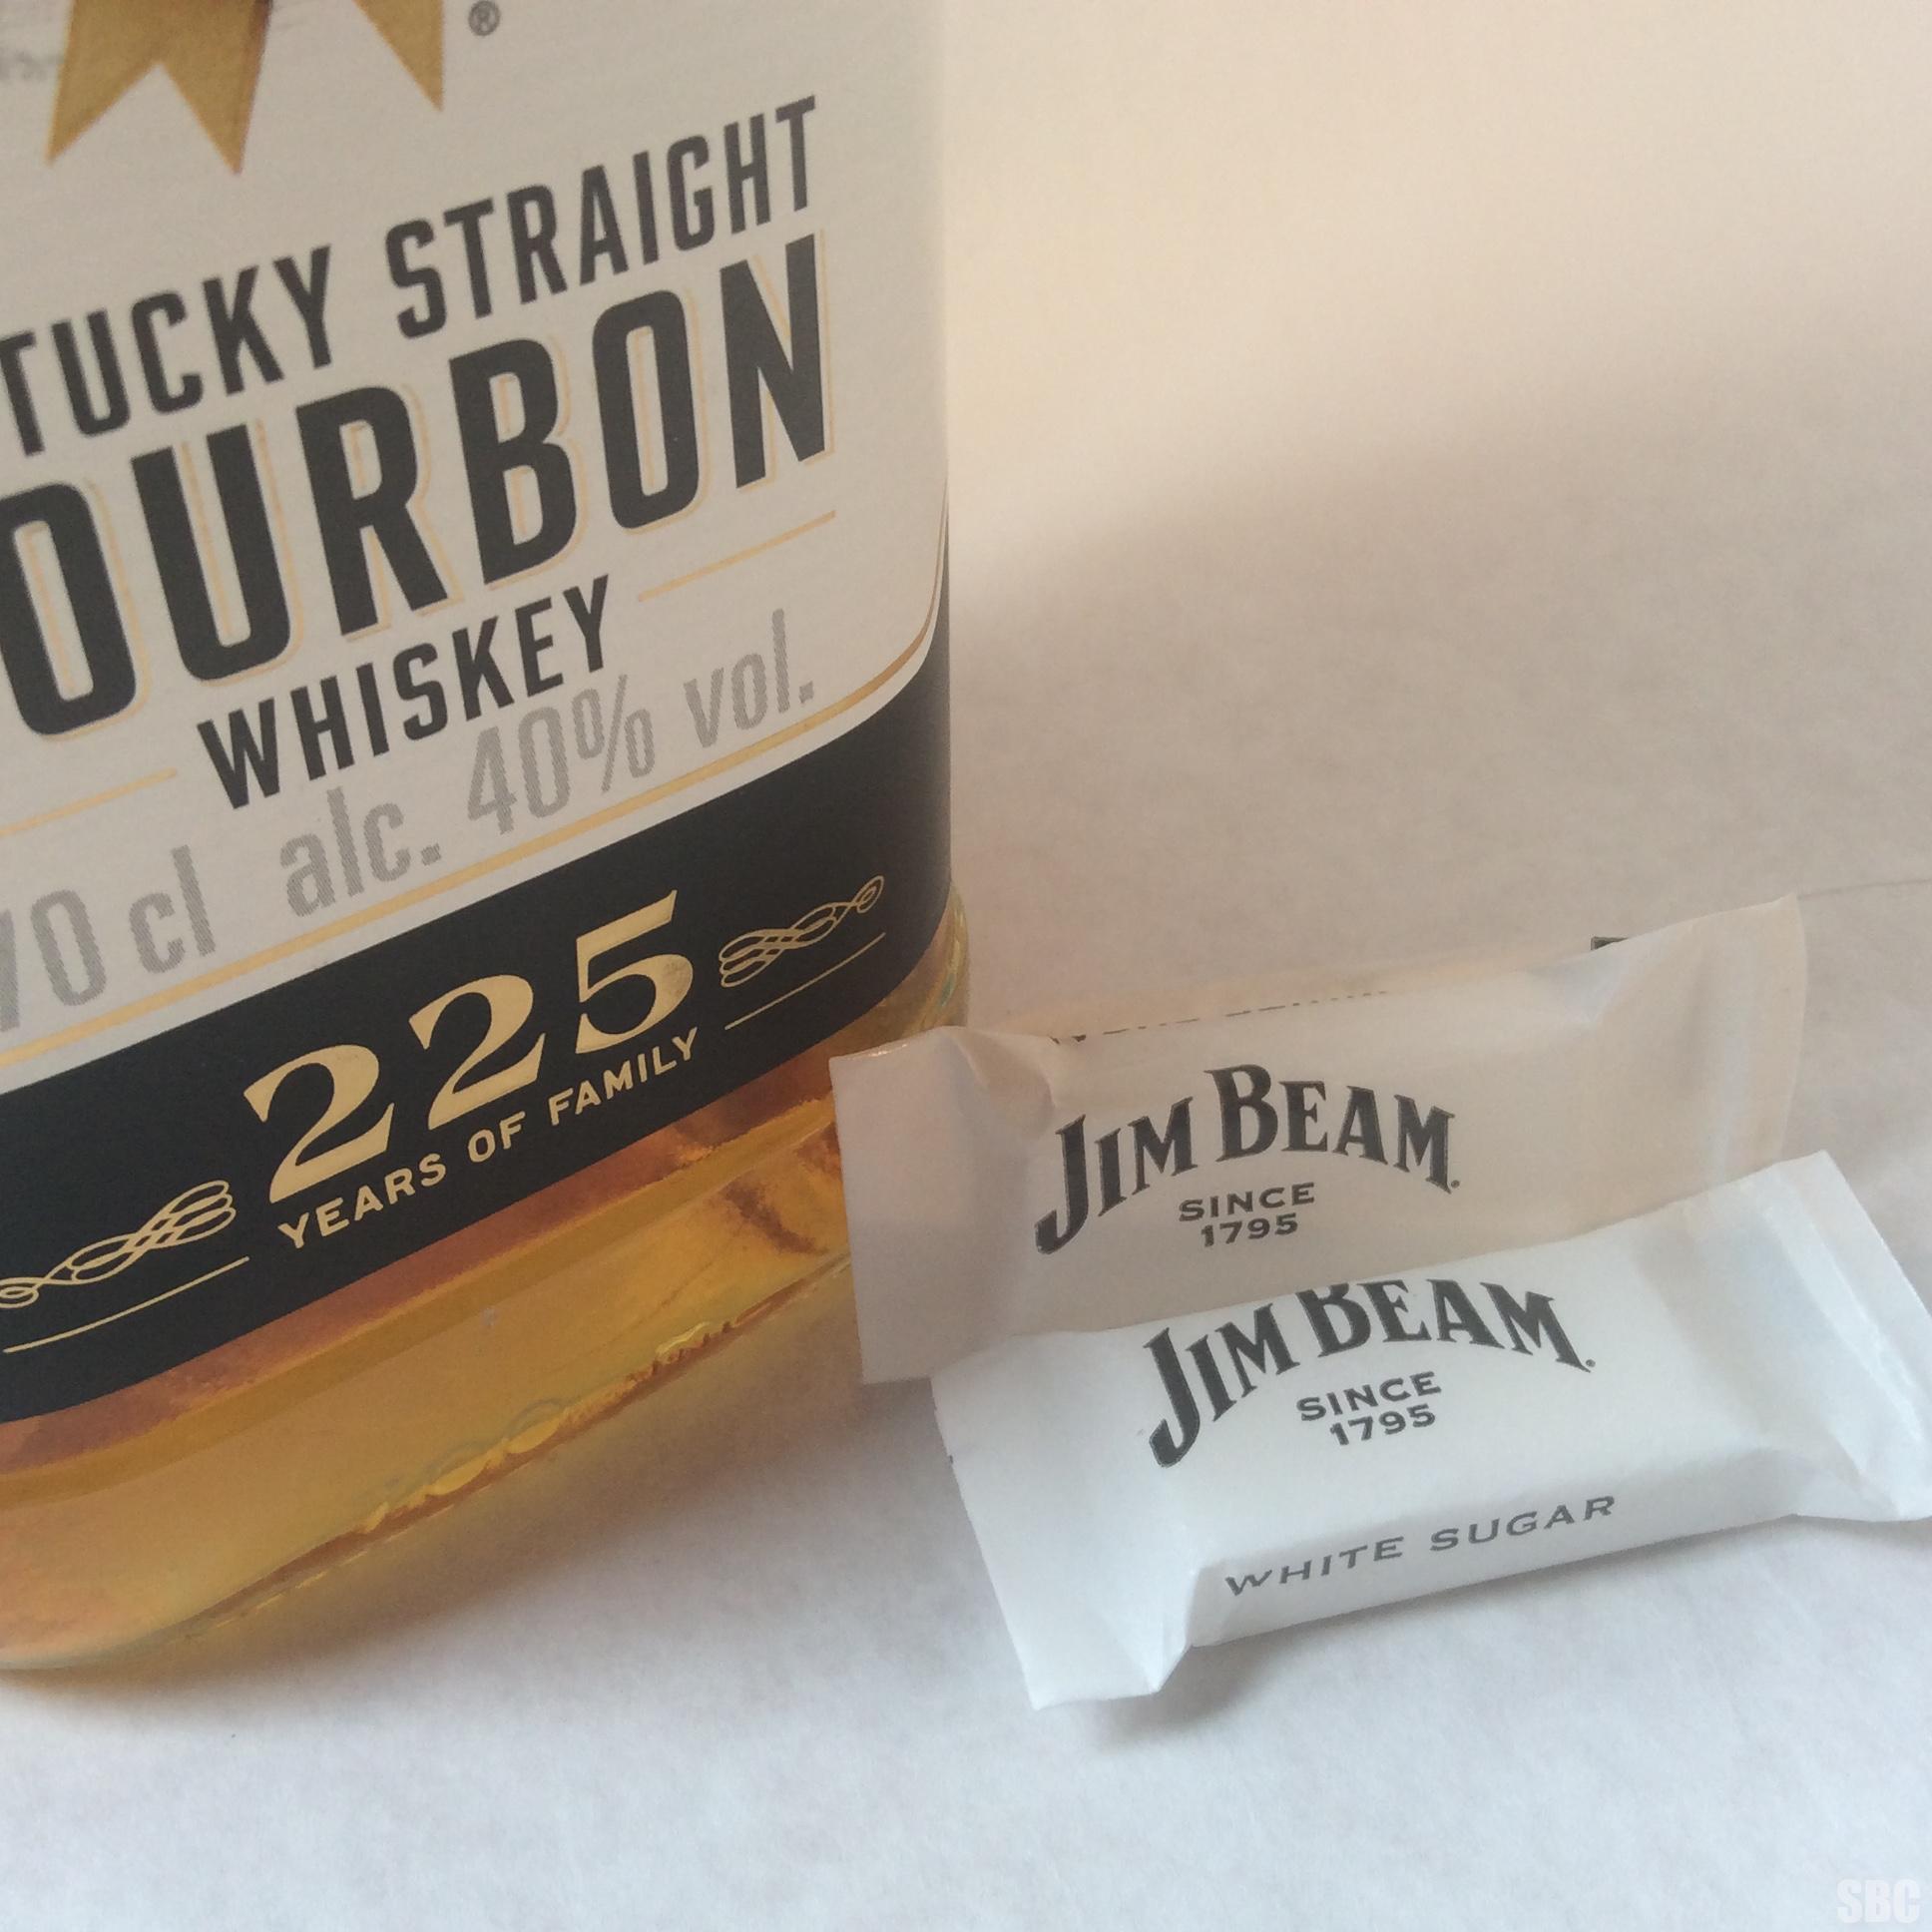 ®
TUCKY STRAIGHT
OURBON
WHISKEY
70 cl alc. 40% vol.
225
YEARS OF FAMILY
JIM BEAM
SINCE
1795
JIM BEAM
SINCE
1795
WHITE SUGAR
SBC